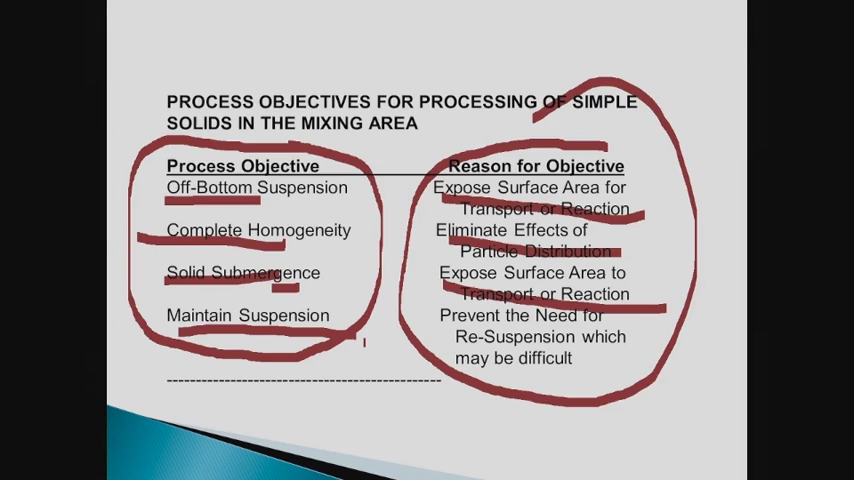 PROCESS OBJECTIVES FOR PROCESSING OF SIMPLE
SOLIDS IN THE MIXING AREA
Process Objective Reason for Objective
Off-Bottom Suspension Expose Surface Area for
Transport or Reaction
Complete Homogeneity Eliminate Effects of
Particle Distribution
Solid Submergence Expose Surface Area to
Transport or Reaction
Maintain Suspension Prevent the Need for
Re-Suspension which
may be difficult